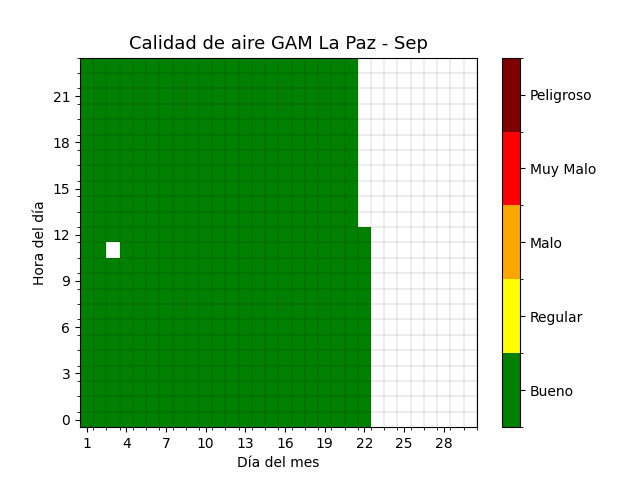 Calidad de aire GAM La Paz - Sep
Hora del día
21
18
15
12
9
6
3
0
1 4 7 10 13 16 19 22 25 28
Día del mes
Peligroso
Muy Malo
Malo
Regular
Bueno